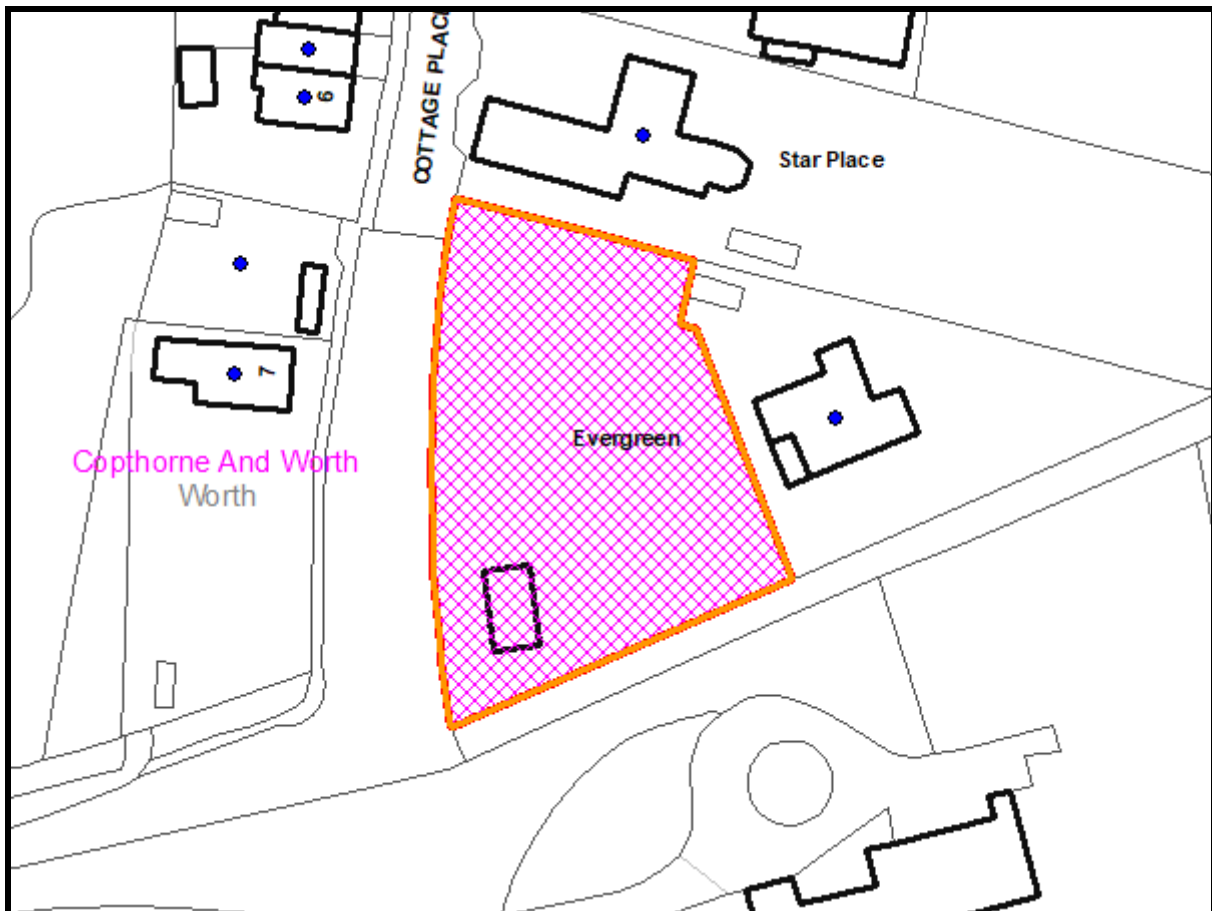 COTTAGE PLACE
6
Star Place
7
Evergreen
Copthorne And Worth
Worth